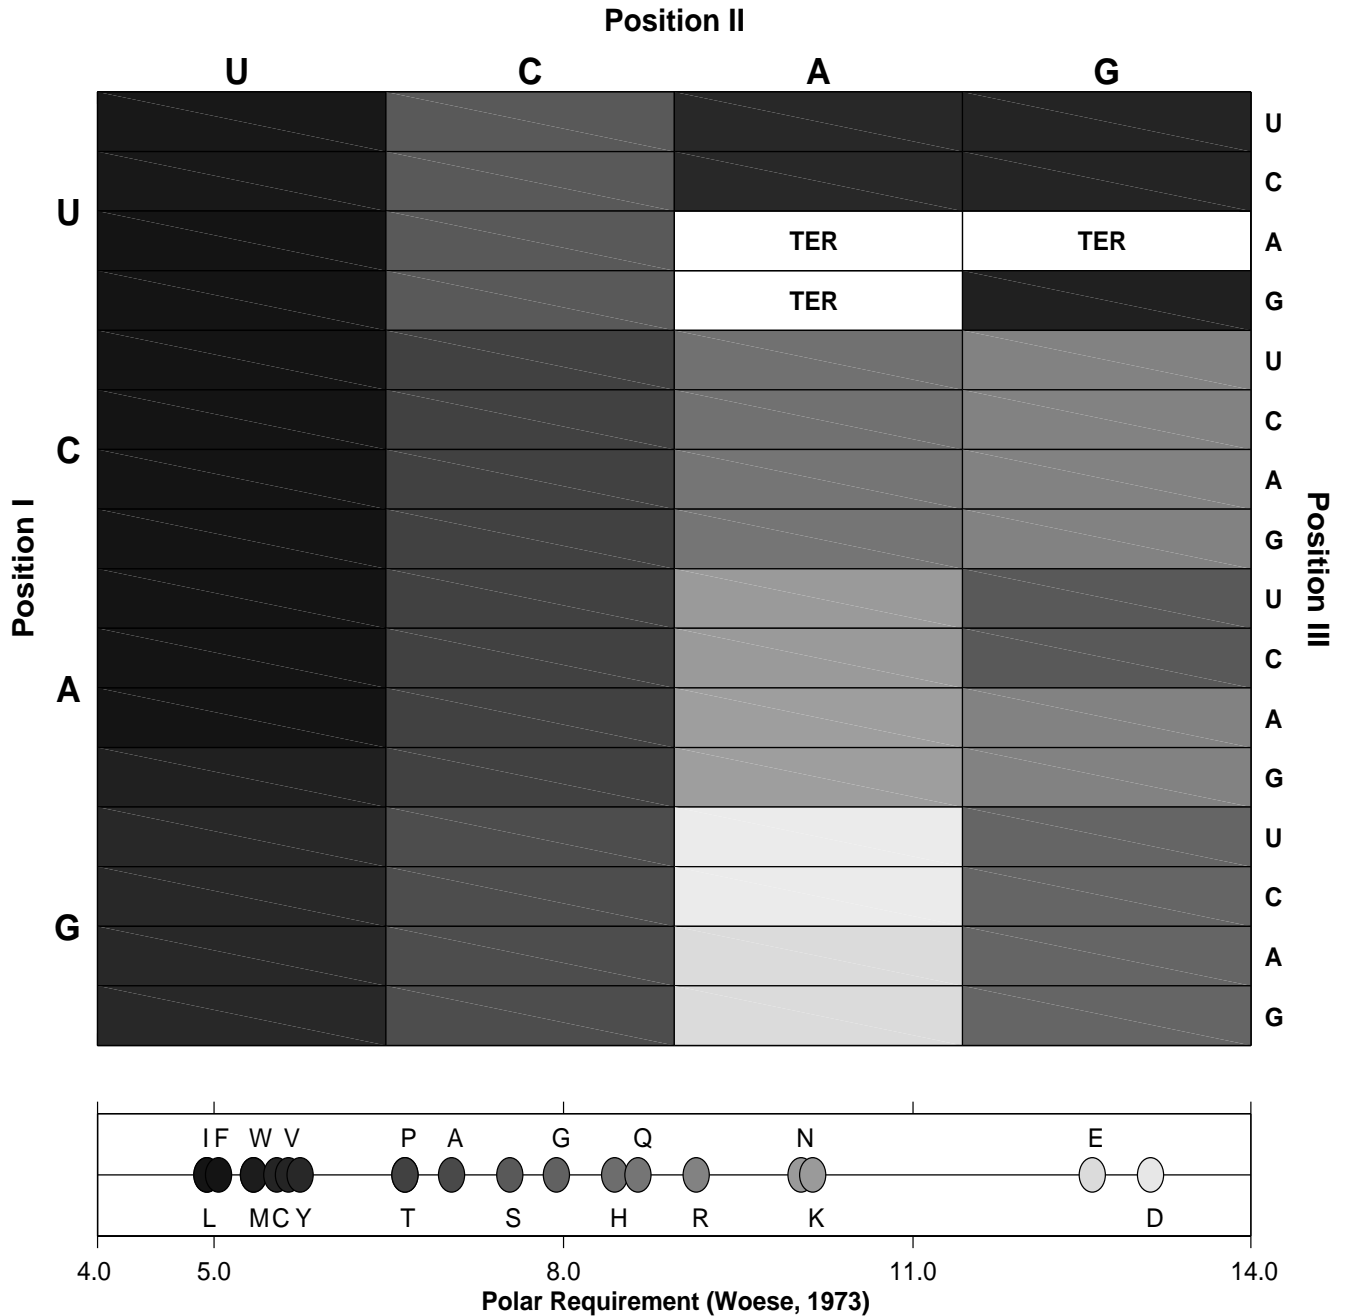 Position II
U C A G
U
C
U
TER TER A
TER G
U
C
C
A
Position I
G
Position III
U
C
A
A
G
U
C
G
A
G
I F W V P A G Q N E
L M C Y T S H R K D
4.0 5.0 8.0 11.0 14.0
Polar Requirement (Woese, 1973)